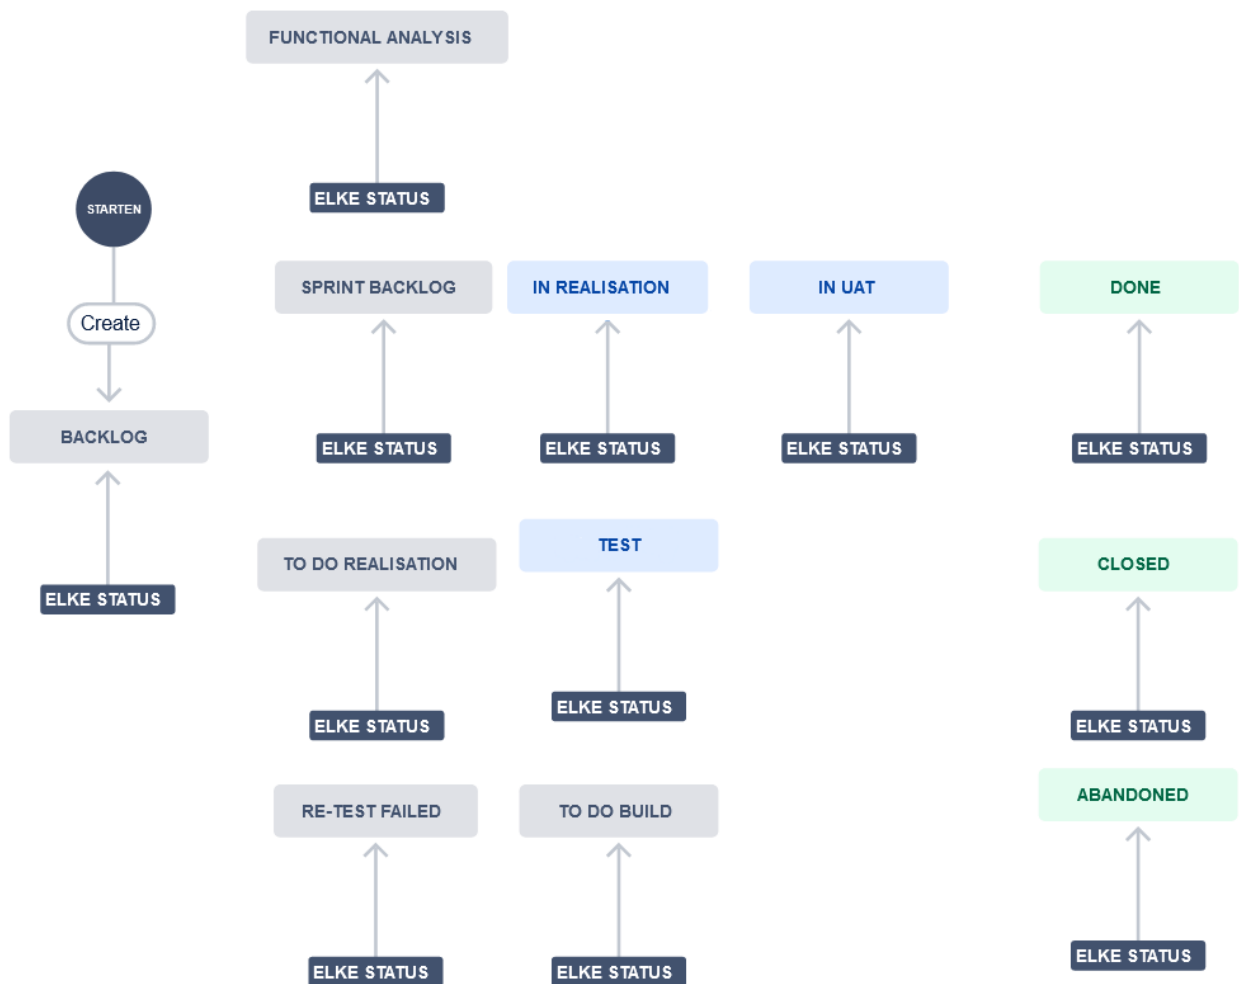 FUNCTIONAL ANALYSIS
ELKE STATUS
STARTEN
Create
BACKLOG
ELKE STATUS
SPRINT BACKLOG
IN REALISATION
IN UAT
DONE
ELKE STATUS
ELKE STATUS
ELKE STATUS
ELKE STATUS
TO DO REALISATION
TEST
CLOSED
ELKE STATUS
ELKE STATUS
ELKE STATUS
RE-TEST FAILED
TO DO BUILD
ABANDONED
ELKE STATUS
ELKE STATUS
ELKE STATUS